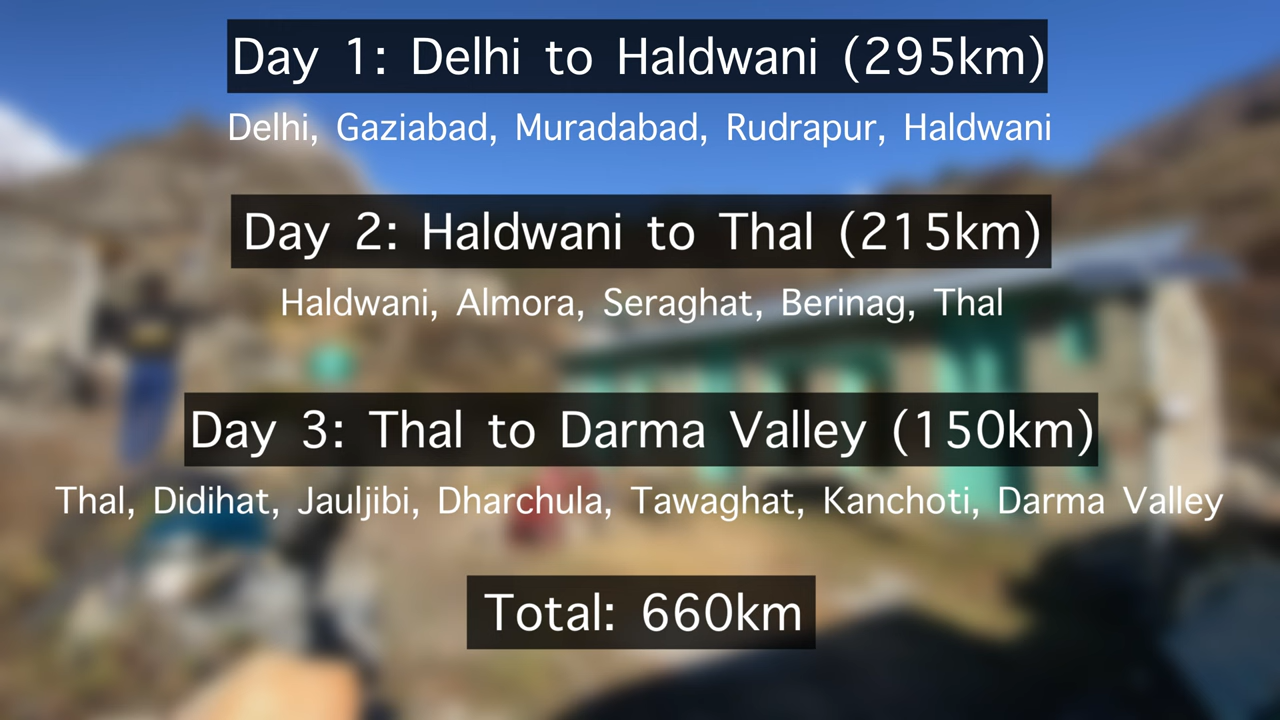 Day 1: Delhi to Haldwani (295km)
Delhi, Gaziabad, Muradabad, Rudrapur, Haldwani
Day 2: Haldwani to Thal (215km)
Haldwani, Almora, Seraghat, Berinag, Thal
Day 3: Thal to Darma Valley (150km)
Thal, Didihat, Jauljibi, Dharchula, Tawaghat, Kanchoti, Darma Valley
Total: 660km